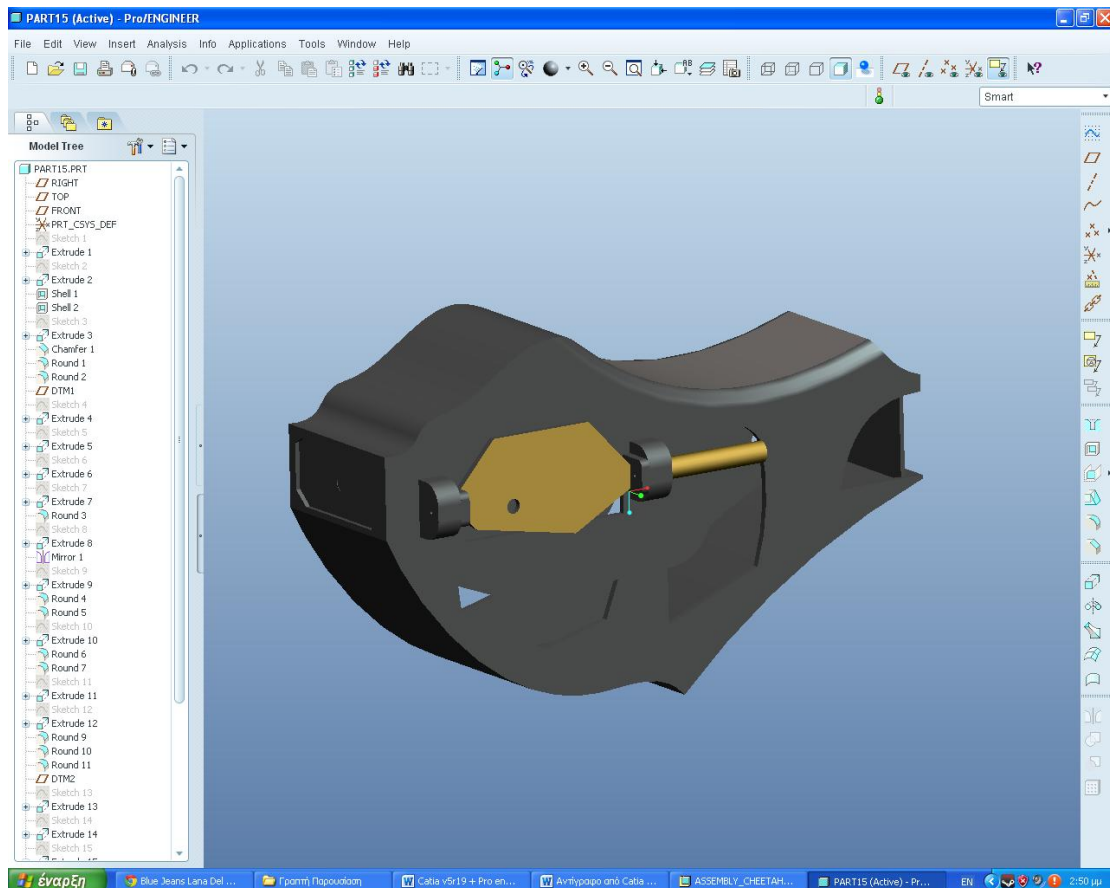 PART15 (Active) - Pro/ENGINEER
File Edit View Insert Analysis Info Applications Tools Window Help
Smart
Model Tree
PART15.PRT
RIGHT
TOP
FRONT
PRT_CSYS_DEF
Sketch 1
Extrude 1
Sketch 2
Extrude 2
Shell 1
Shell 2
Sketch 3
Extrude 3
Chamfer 1
Round 1
Round 2
DTM1
Sketch 4
Extrude 4
Sketch 5
Extrude 5
Sketch 6
Extrude 6
Sketch 7
Extrude 7
Round 3
Sketch 8
Extrude 8
Mirror 1
Sketch 9
Extrude 9
Round 4
Round 5
Sketch 10
Extrude 10
Round 6
Round 7
Sketch 11
Extrude 11
Sketch 12
Extrude 12
Round 9
Round 10
Round 11
DTM2
Sketch 13
Extrude 13
Sketch 14
Extrude 14
Sketch 15
έναρξη Blue Jeans Lana Del ... Γραπτή Παρουσίαση Catia v5r19 + Pro en... Αντίγραφο από Catia ... ASSEMBLY_CHEETAH... PART15 (Active) - Pr... EN 2:50 μμ